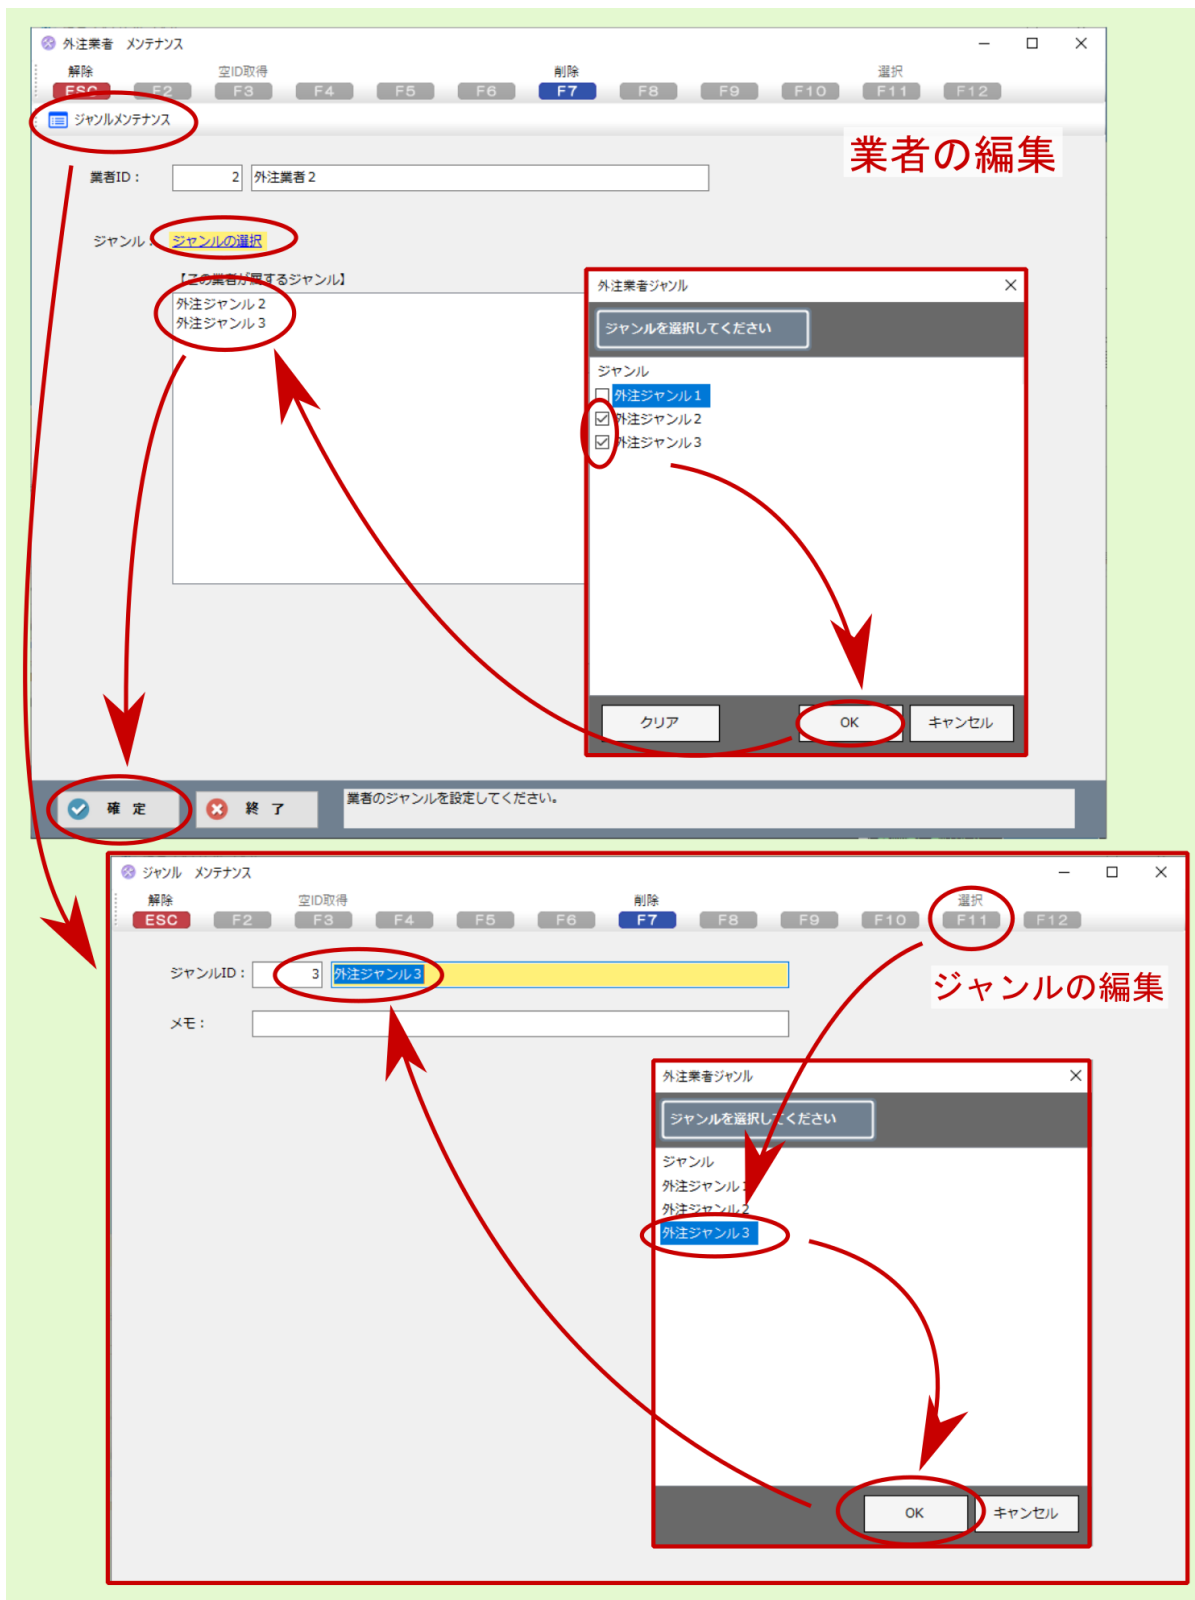 外注業者　メンテナンス
解除 空ID取得 削除 選択
ESC F2 F3 F4 F5 F6 F7 F8 F9 F10 F11 F12
ジャンルメンテナンス
業者の編集
業者ID： 2 外注業者２
ジャンル： ジャンルの選択
【この業者が属するジャンル】
外注ジャンル２
外注ジャンル３
外注業者ジャンル
ジャンルを選択してください
ジャンル
外注ジャンル１
外注ジャンル２
外注ジャンル３
クリア OK キャンセル
確 定 終 了 業者のジャンルを設定してください。
ジャンル　メンテナンス
解除 空ID取得 削除 選択
ESC F2 F3 F4 F5 F6 F7 F8 F9 F10 F11 F12
ジャンルID： 3 外注ジャンル３
ジャンルの編集
メモ：
外注業者ジャンル
ジャンルを選択してください
ジャンル
外注ジャンル１
外注ジャンル２
外注ジャンル３
OK キャンセル